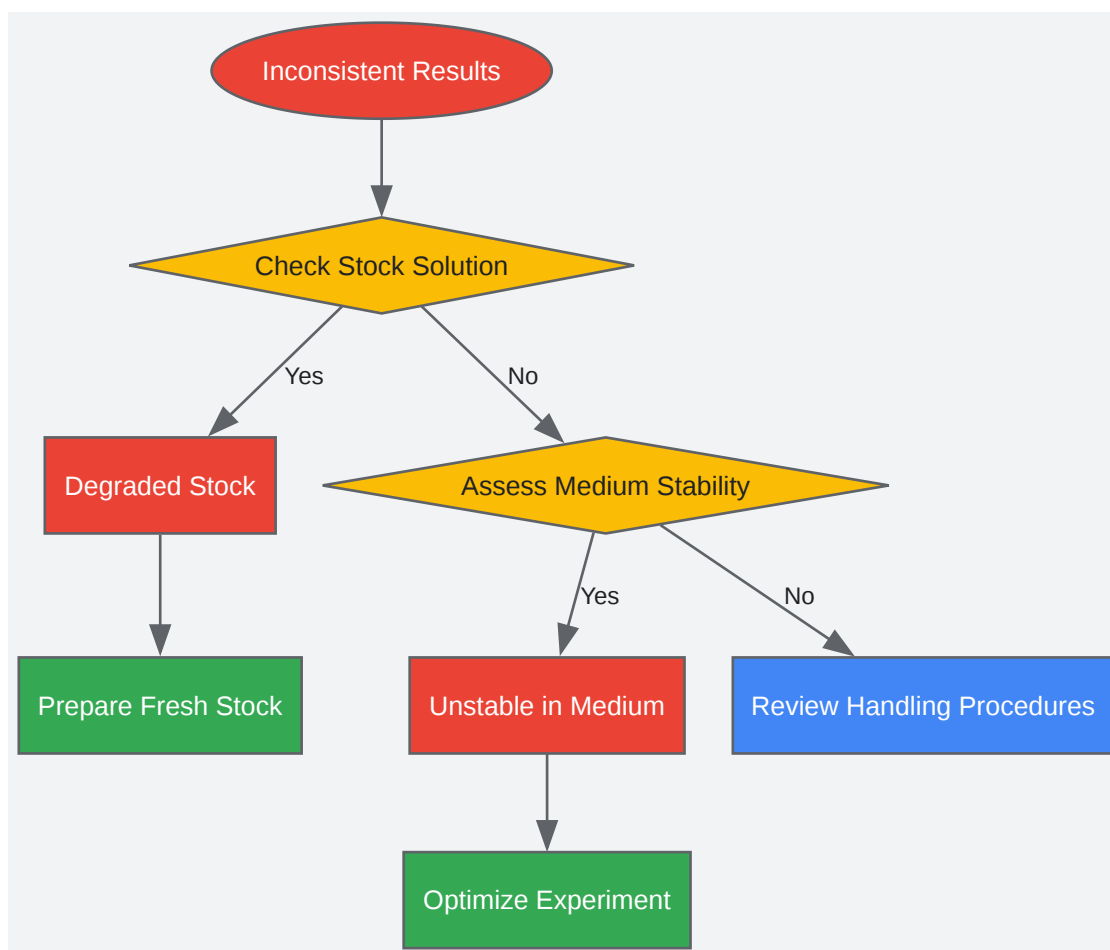 Inconsistent Results
Check Stock Solution
Yes
No
Degraded Stock
Assess Medium Stability
Yes
No
Prepare Fresh Stock
Unstable in Medium
Review Handling Procedures
Optimize Experiment